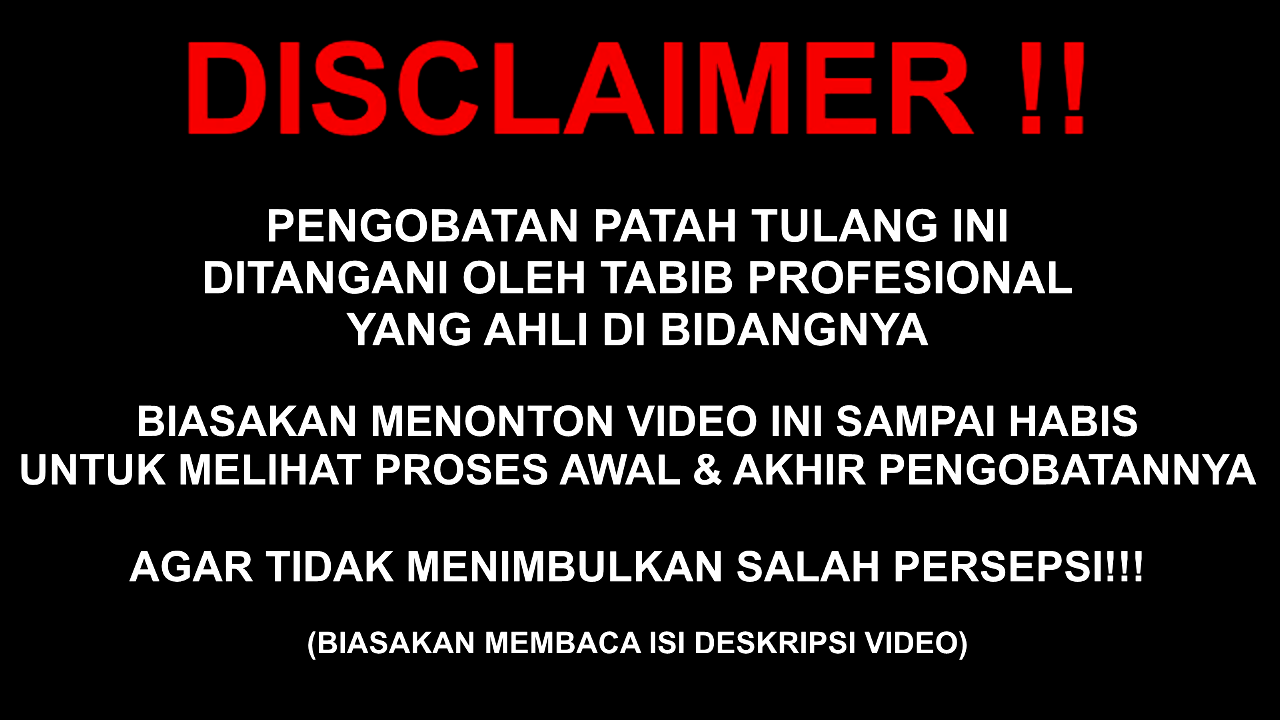 DISCLAIMER !!
PENGOBATAN PATAH TULANG INI
DITANGANI OLEH TABIB PROFESIONAL
YANG AHLI DI BIDANGNYA
BIASAKAN MENONTON VIDEO INI SAMPAI HABIS
UNTUK MELIHAT PROSES AWAL & AKHIR PENGOBATANNYA
AGAR TIDAK MENIMBULKAN SALAH PERSEPSI!!!
(BIASAKAN MEMBACA ISI DESKRIPSI VIDEO)